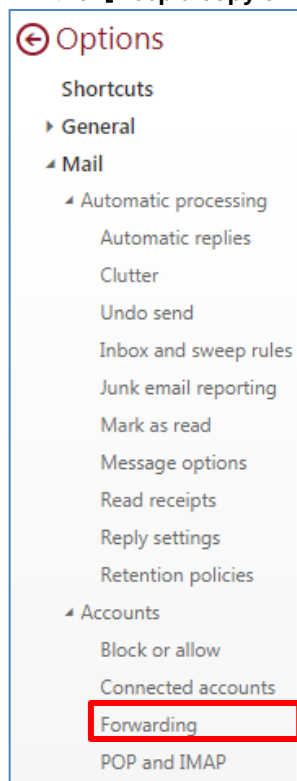 Options
Shortcuts
General
Mail
Automatic processing
Automatic replies
Clutter
Undo send
Inbox and sweep rules
Junk email reporting
Mark as read
Message options
Read receipts
Reply settings
Retention policies
Accounts
Block or allow
Connected accounts
Forwarding
POP and IMAP